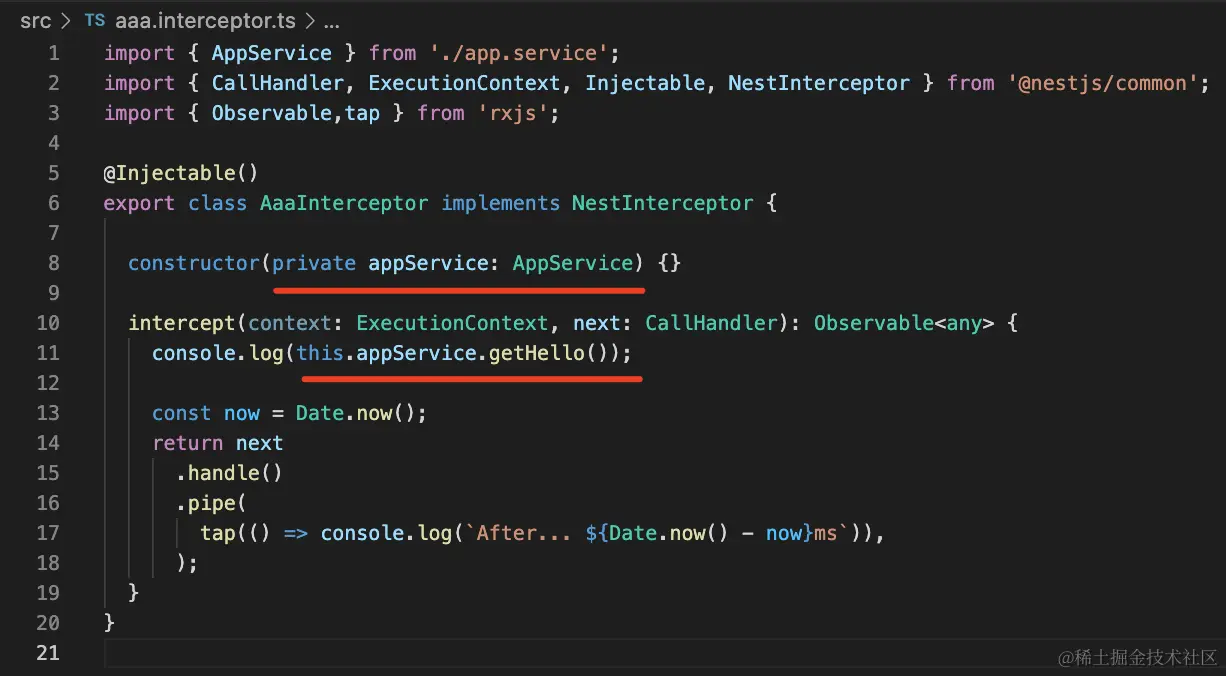 src > TS aaa.interceptor.ts > ...
1 import { AppService } from './app.service';
2 import { CallHandler, ExecutionContext, Injectable, NestInterceptor } from '@nestjs/common';
3 import { Observable,tap } from 'rxjs';
4
5 @Injectable()
6 export class AaaInterceptor implements NestInterceptor {
7
8   constructor(private appService: AppService) {}
9
10   intercept(context: ExecutionContext, next: CallHandler): Observable<any> {
11     console.log(this.appService.getHello());
12
13     const now = Date.now();
14     return next
15       .handle()
16       .pipe(
17         tap(() => console.log(`After... ${Date.now() - now}ms`)),
18       );
19   }
20 }
21
@稀土掘金技术社区